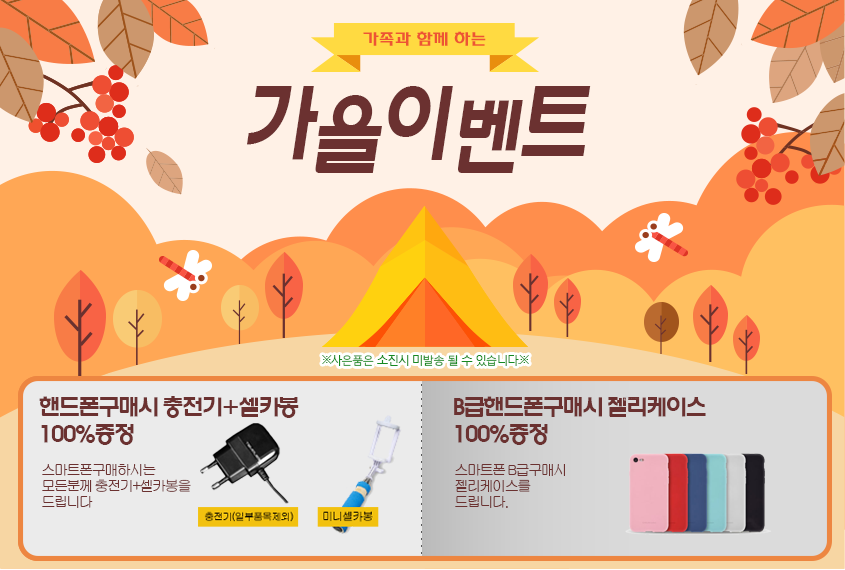 가족과 함께 하는
가을이벤트
※사은품은 소진시 미발송 될 수 있습니다※
핸드폰구매시 충전기+셀카봉
100%증정
스마트폰구매하시는
모든분께 충전기+셀카봉을
드립니다
충전기(일부품목제외)
미니셀카봉
B급핸드폰구매시 젤리케이스
100%증정
스마트폰 B급구매시
젤리케이스를
드립니다.